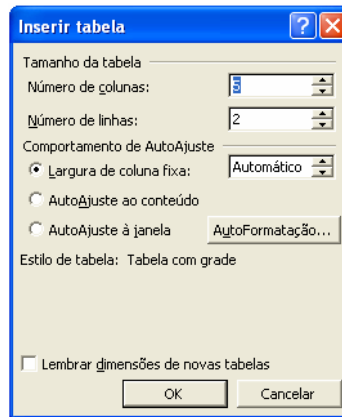 Inserir tabela
Tamanho da tabela
Número de colunas: 5
Número de linhas: 2
Comportamento de AutoAjuste
Largura de coluna fixa: Automático
AutoAjuste ao conteúdo
AutoAjuste à janela AutoFormatação...
Estilo de tabela: Tabela com grade
Lembrar dimensões de novas tabelas
OK Cancelar